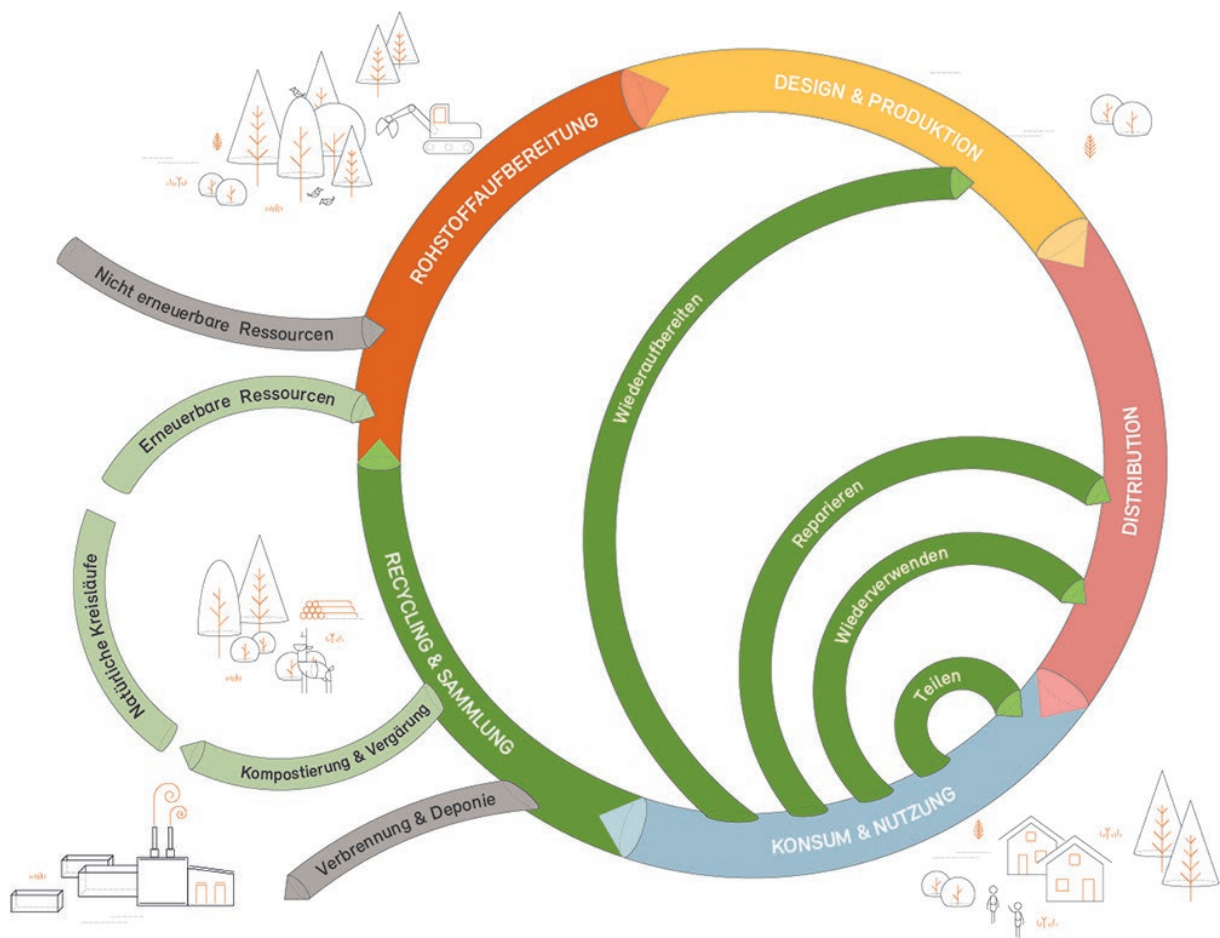 DESIGN & PRODUKTION
ROHSTOFFAUFBEREITUNG
Nicht erneuerbare Ressourcen
Wiederaufbereiten
Erneuerbare Ressourcen
DISTRIBUTION
Reparieren
Wiederverwenden
RECYCLING & SAMMLUNG
Natürliche Kreisläufe
Teilen
Kompostierung & Vergärung
Verbrennung & Deponie
KONSUM & NUTZUNG